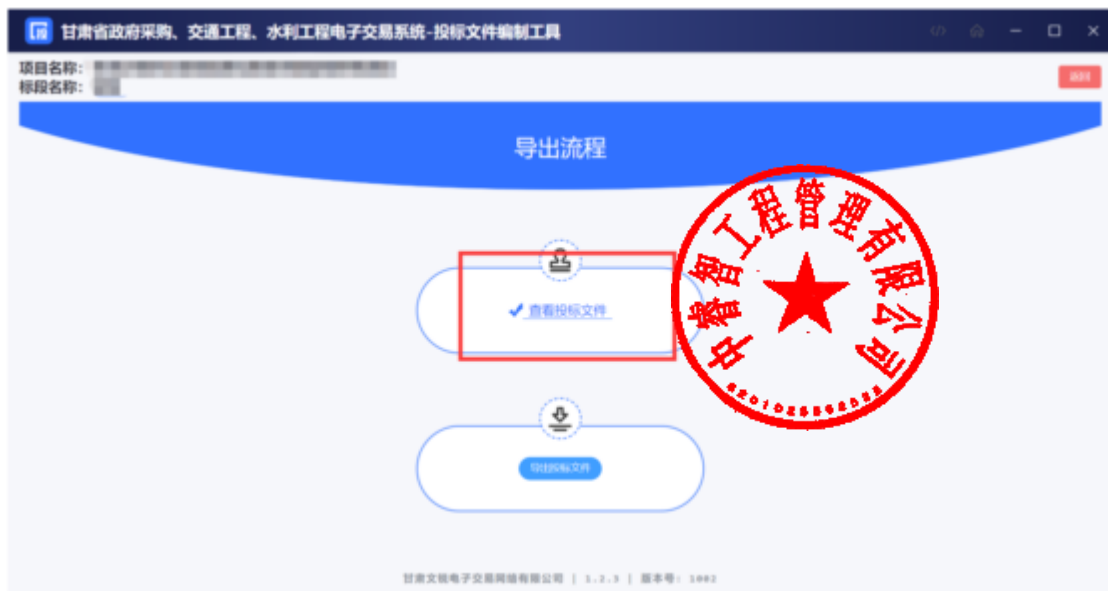 甘肃省政府采购、交通工程、水利工程电子交易系统-投标文件编制工具
项目名称:
标段名称:
返回
导出流程
查看投标文件
中睿智工程管理有限公司
导出投标文件
甘肃文锐电子交易网络有限公司 | 1.2.3 | 版本号: 1002